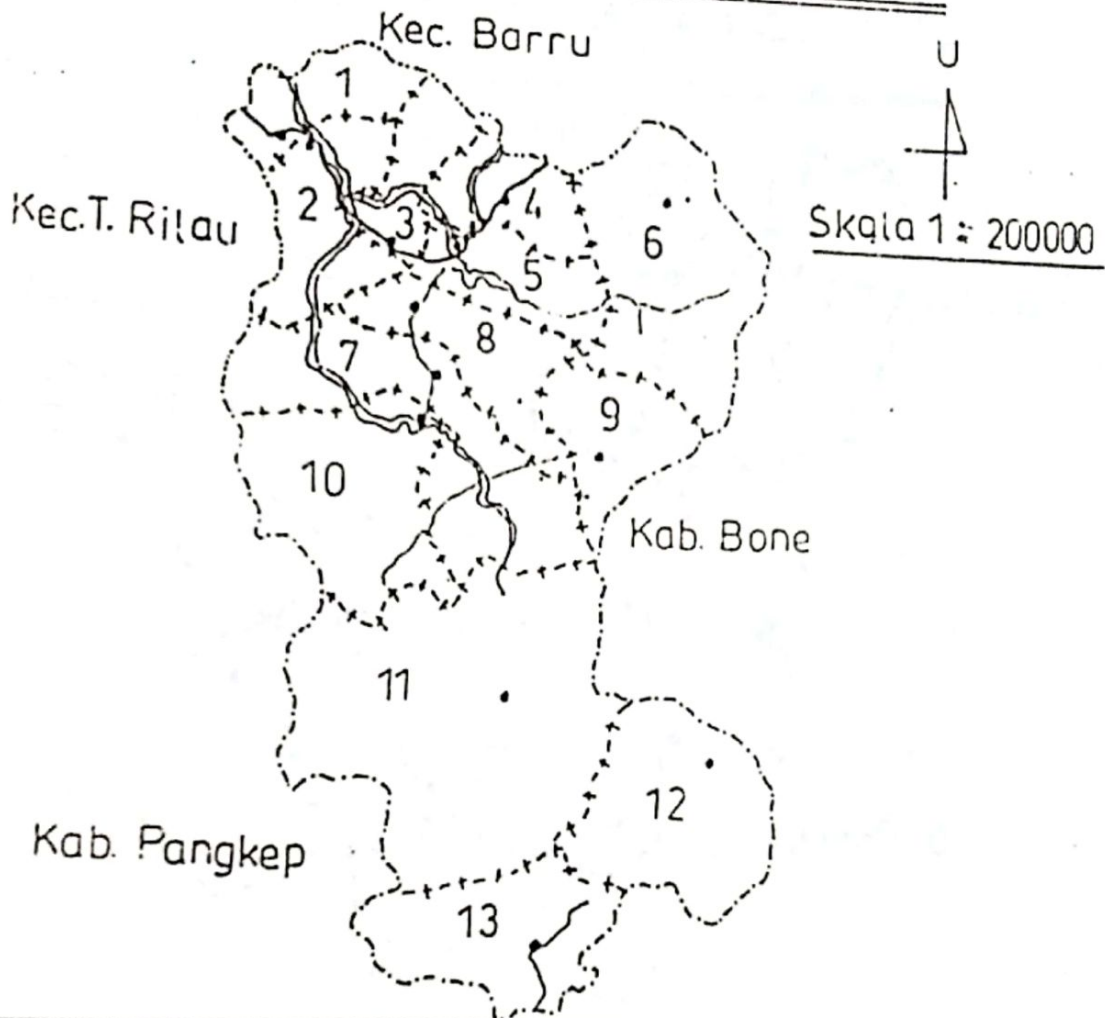 Kec. Barru
U
1
Kec. T. Rilau
2
3
4
5
6
Skala 1 : 200000
7
8
9
10
Kab. Bone
11
12
Kab. Pangkep
13